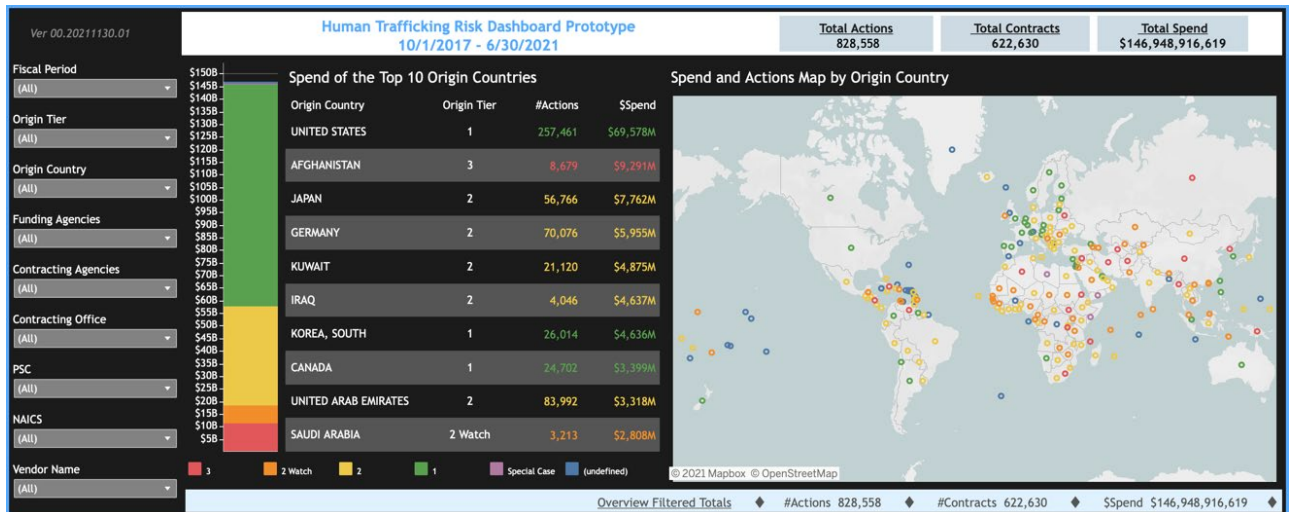 Ver 00.20211130.01
Human Trafficking Risk Dashboard Prototype
10/1/2017 - 6/30/2021
Total Actions
828,558
Total Contracts
622,630
Total Spend
$146,948,916,619
Fiscal Period
(All)
Origin Tier
(All)
Origin Country
(All)
Funding Agencies
(All)
Contracting Agencies
(All)
Contracting Office
(All)
PSC
(All)
NAICS
(All)
Vendor Name
(All)
$150B
$145B
$140B
$135B
$130B
$125B
$120B
$115B
$110B
$105B
$100B
$95B
$90B
$85B
$80B
$75B
$70B
$65B
$60B
$55B
$50B
$45B
$40B
$35B
$30B
$25B
$20B
$15B
$10B
$5B
Spend of the Top 10 Origin Countries
Origin Country Origin Tier #Actions $Spend
UNITED STATES 1 257,461 $69,578M
AFGHANISTAN 3 8,679 $9,291M
JAPAN 2 56,766 $7,762M
GERMANY 2 70,076 $5,955M
KUWAIT 2 21,120 $4,875M
IRAQ 2 4,046 $4,637M
KOREA, SOUTH 1 26,014 $4,636M
CANADA 1 24,702 $3,399M
UNITED ARAB EMIRATES 2 83,992 $3,318M
SAUDI ARABIA 2 Watch 3,213 $2,808M
3 2 Watch 2 1 Special Case (undefined)
Spend and Actions Map by Origin Country
© 2021 Mapbox © OpenStreetMap
Overview Filtered Totals ◆ #Actions 828,558 ◆ #Contracts 622,630 ◆ $Spend $146,948,916,619 ◆